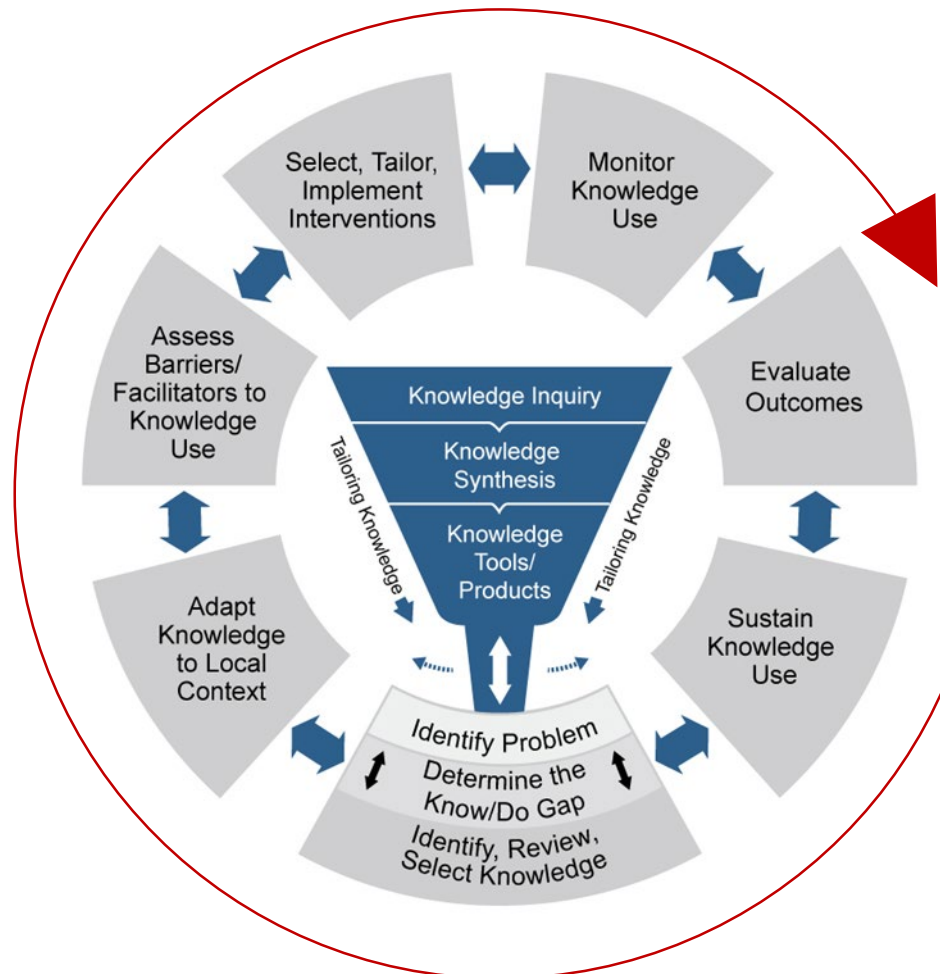 Select, Tailor,
Implement
Interventions
Monitor
Knowledge
Use
Assess
Barriers/
Facilitators to
Knowledge
Use
Evaluate
Outcomes
Knowledge Inquiry
Knowledge
Synthesis
Knowledge
Tools/
Products
Tailoring Knowledge
Tailoring Knowledge
Adapt
Knowledge
to Local
Context
Sustain
Knowledge
Use
Identify Problem
Determine the
Know/Do Gap
Identify, Review,
Select Knowledge